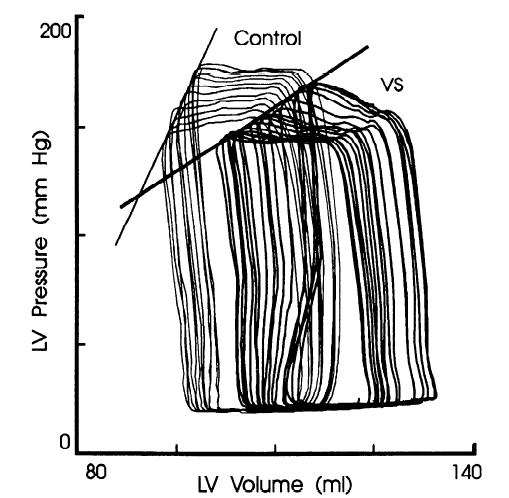 200
Control
VS
LV Pressure (mm Hg)
0
80
LV Volume (ml)
140